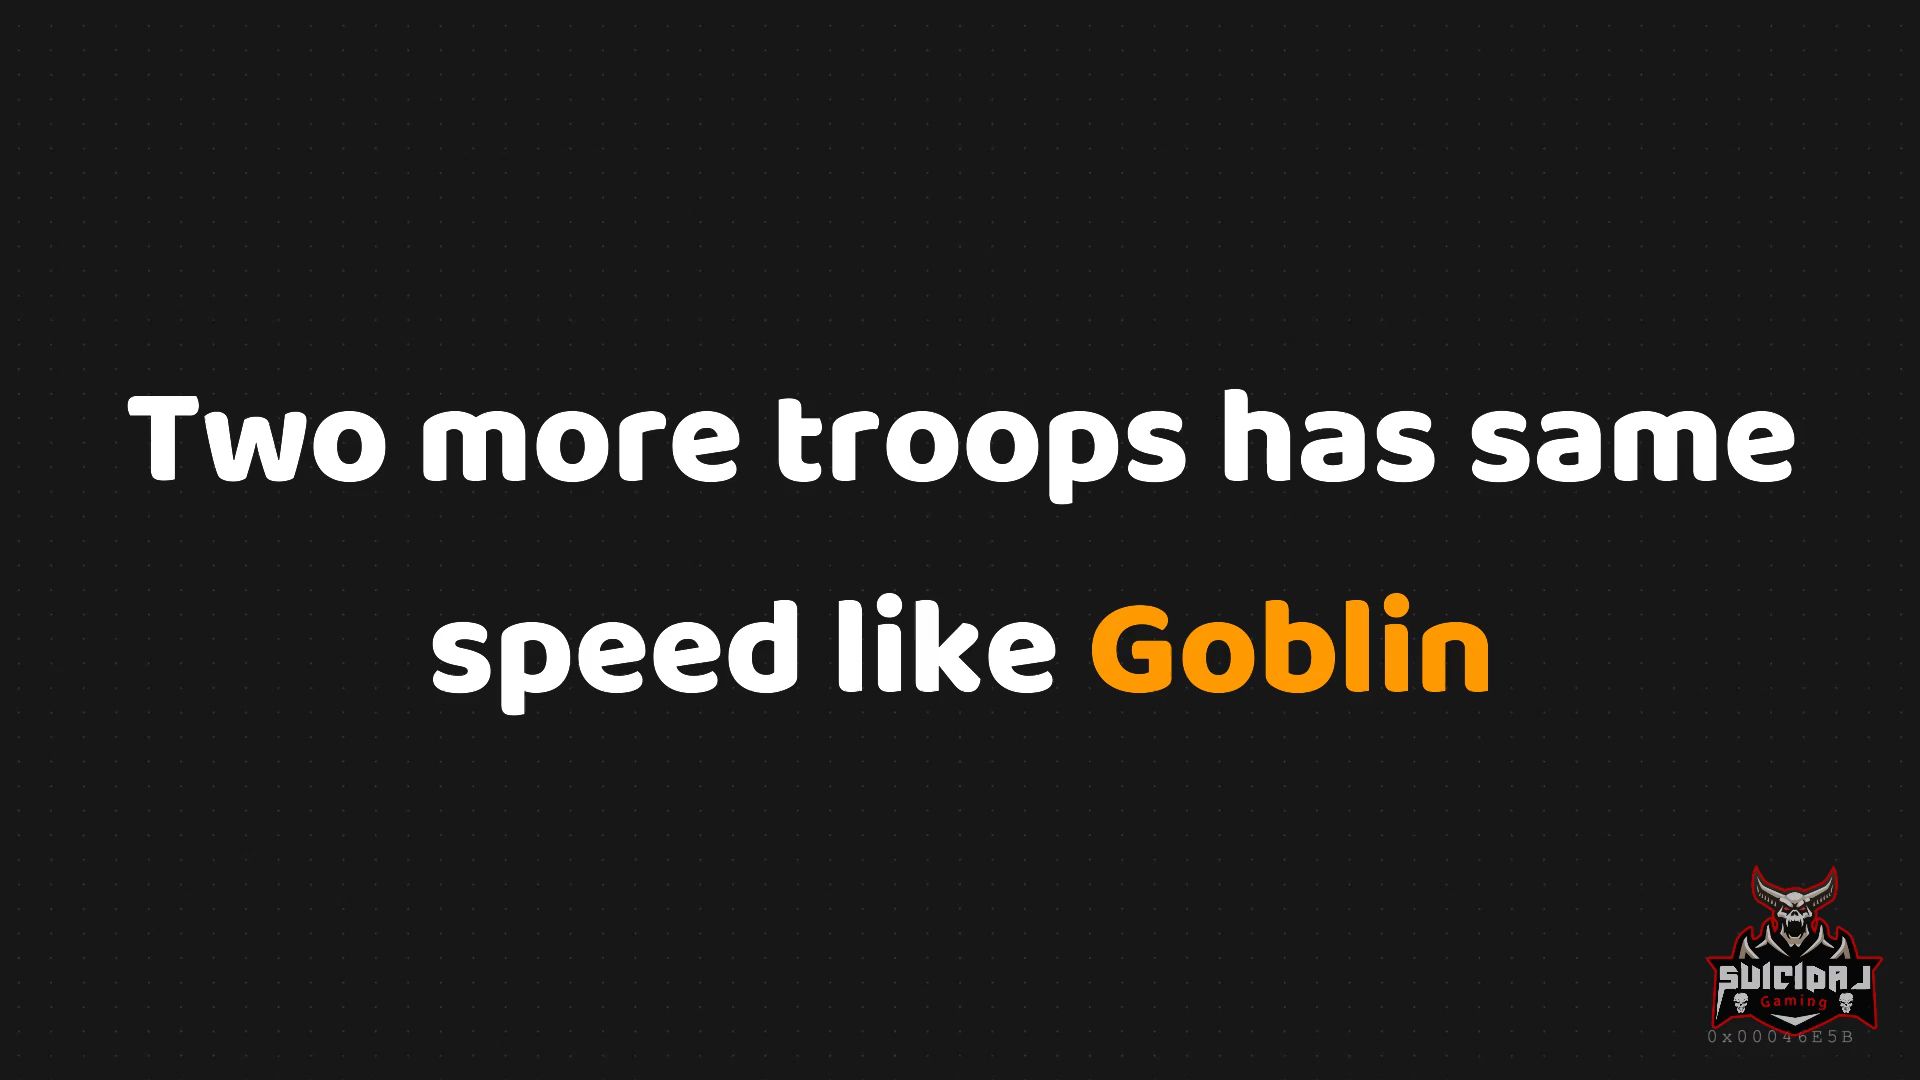 Two more troops has same
speed like Goblin
SUICIDAL
Gaming
0x00046E5B